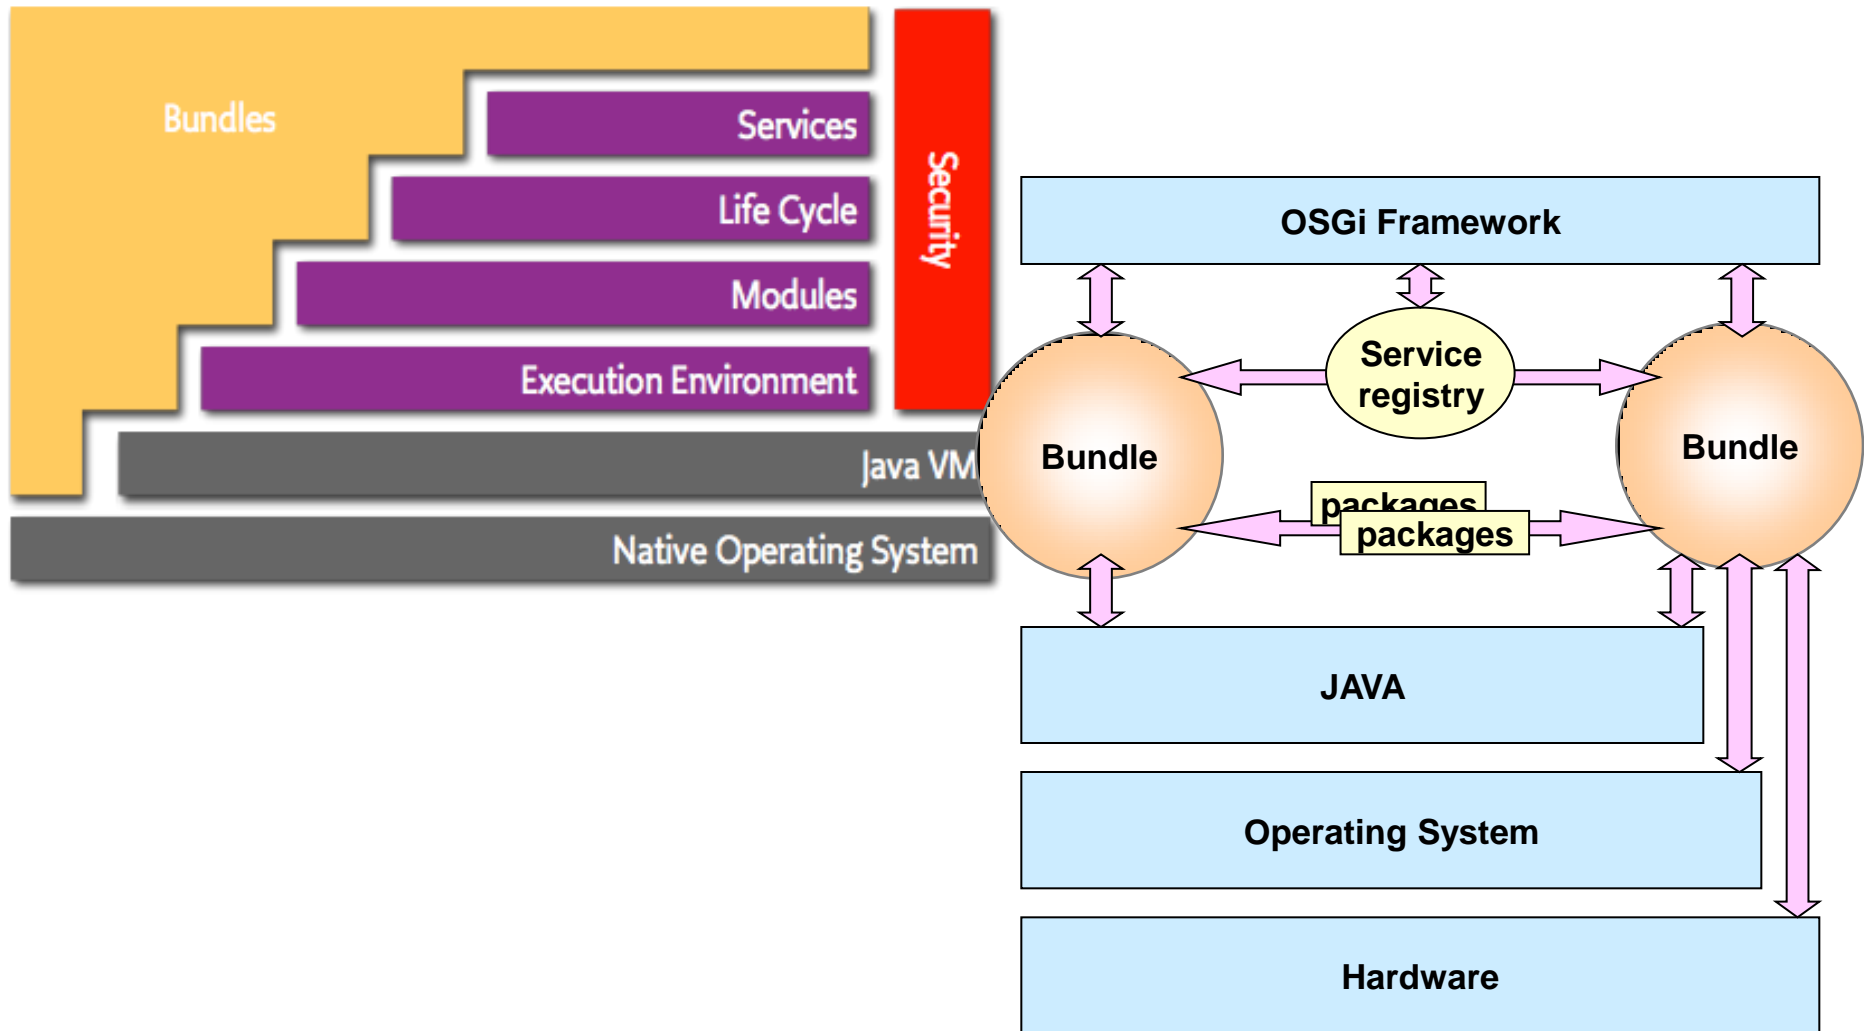 Bundles
Services
Life Cycle
Modules
Execution Environment
Security
Java VM
Native Operating System
OSGi Framework
Service
registry
Bundle
Bundle
packages
packages
JAVA
Operating System
Hardware